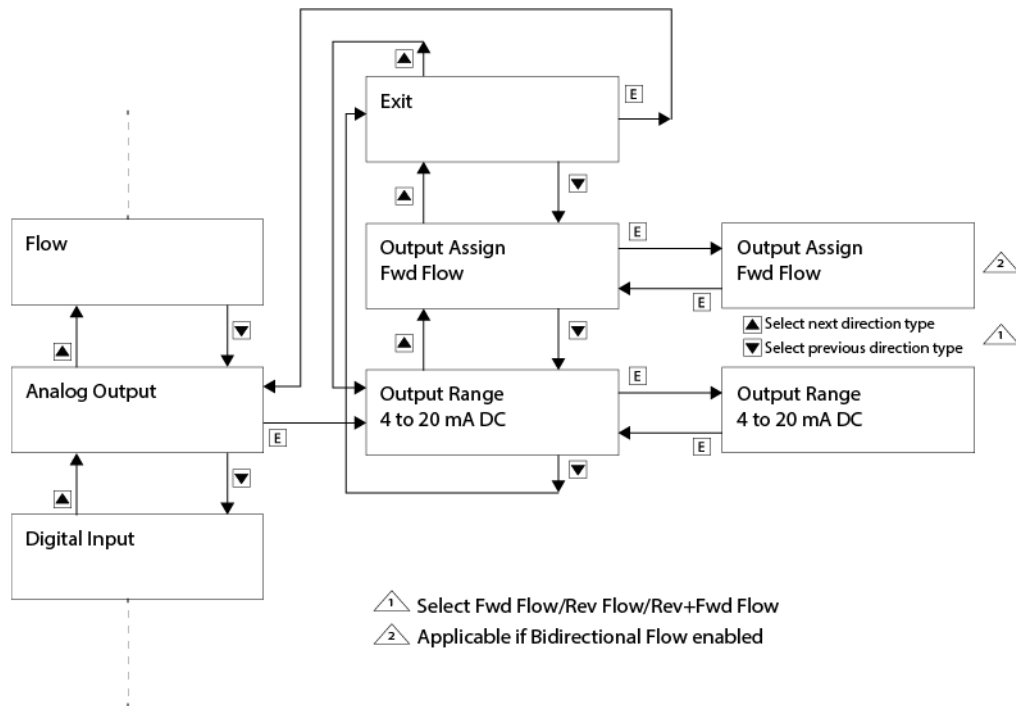 Exit
E
Flow
Output Assign
Fwd Flow
E
E
Output Assign
Fwd Flow
2
Select next direction type
Select previous direction type
1
Analog Output
E
Output Range
4 to 20 mA DC
E
E
Output Range
4 to 20 mA DC
Digital Input
1 Select Fwd Flow/Rev Flow/Rev+Fwd Flow
2 Applicable if Bidirectional Flow enabled